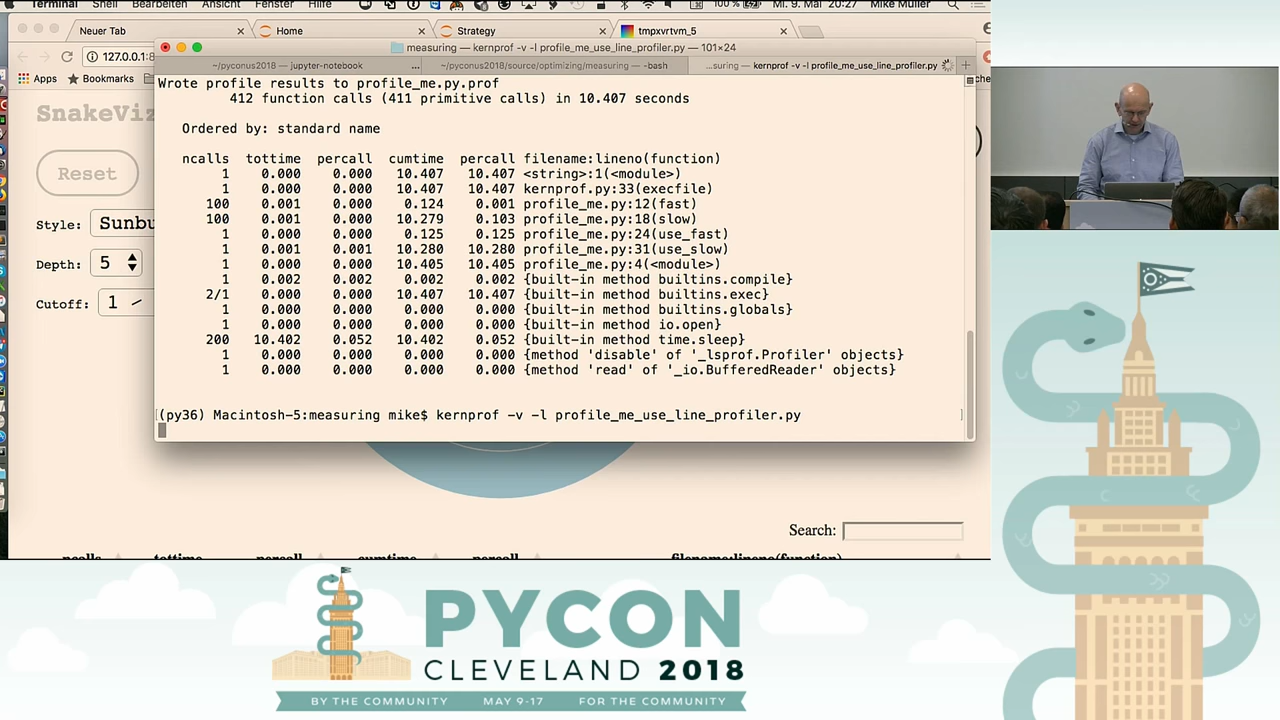 Terminal Shell Bearbeiten Ansicht Fenster Hilfe 100 % Mi. 9. Mai 20:27 Mike Müller
Neuer Tab × Home × Strategy × tmpxvrtvm_5 ×
127.0.0.1:8
Apps Bookmarks
measuring — kernprof -v -l profile_me_use_line_profiler.py — 101×24
~/pyconus2018 — jupyter-notebook ... ~/pyconus2018/source/optimizing/measuring — -bash ...suring — kernprof -v -l profile_me_use_line_profiler.py +
SnakeViz
Reset
Style: Sunbu
Depth: 5
Cutoff: 1
Wrote profile results to profile_me.py.prof
412 function calls (411 primitive calls) in 10.407 seconds
Ordered by: standard name
ncalls tottime percall cumtime percall filename:lineno(function)
1 0.000 0.000 10.407 10.407 <string>:1(<module>)
1 0.000 0.000 10.407 10.407 kernprof.py:33(execfile)
100 0.001 0.000 0.124 0.001 profile_me.py:12(fast)
100 0.001 0.000 10.279 0.103 profile_me.py:18(slow)
1 0.000 0.000 0.125 0.125 profile_me.py:24(use_fast)
1 0.001 0.001 10.280 10.280 profile_me.py:31(use_slow)
1 0.000 0.000 10.405 10.405 profile_me.py:4(<module>)
1 0.002 0.002 0.002 0.002 {built-in method builtins.compile}
2/1 0.000 0.000 10.407 10.407 {built-in method builtins.exec}
1 0.000 0.000 0.000 0.000 {built-in method builtins.globals}
1 0.000 0.000 0.000 0.000 {built-in method io.open}
200 10.402 0.052 10.402 0.052 {built-in method time.sleep}
1 0.000 0.000 0.000 0.000 {method 'disable' of '_lsprof.Profiler' objects}
1 0.000 0.000 0.000 0.000 {method 'read' of '_io.BufferedReader' objects}
[(py36) Macintosh-5:measuring mike$ kernprof -v -l profile_me_use_line_profiler.py ]
Search:
ncalls tottime percall cumtime percall filename:lineno(function)
PYCON
CLEVELAND 2018
BY THE COMMUNITY MAY 9-17 FOR THE COMMUNITY